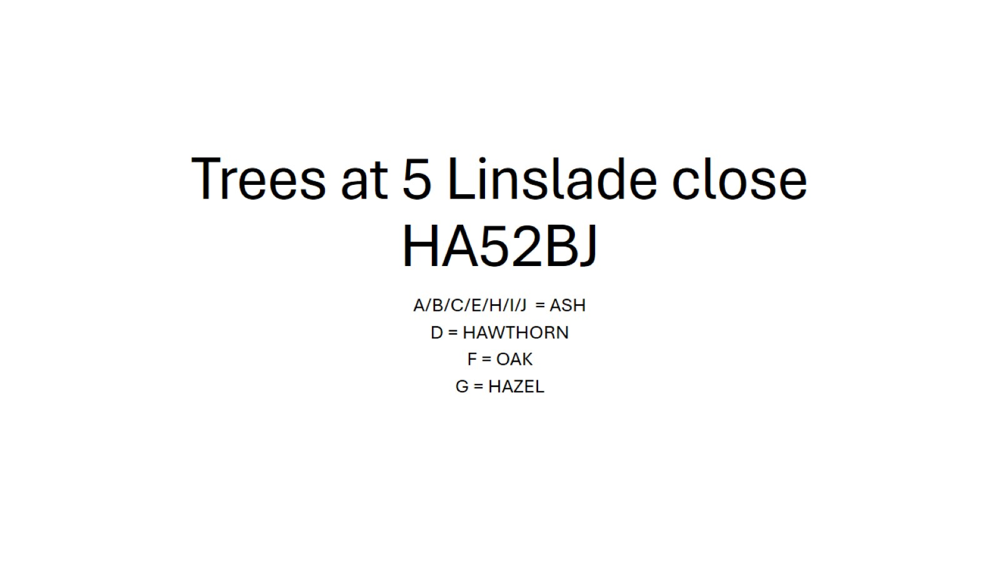 Trees at 5 Linslade close
HA52BJ
A/B/C/E/H/I/J  = ASH
D = HAWTHORN
F = OAK
G = HAZEL